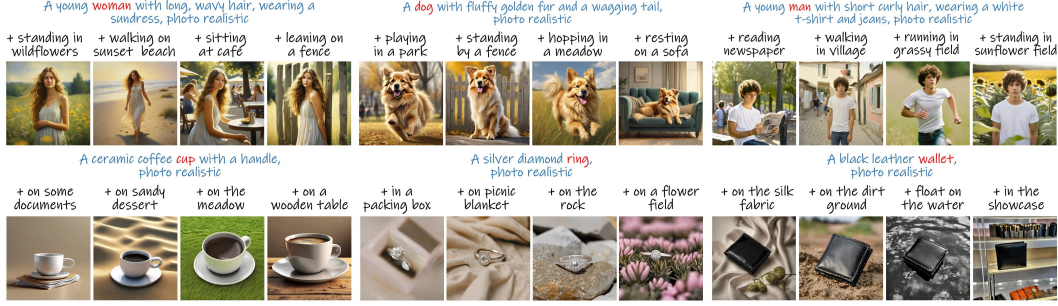 A young woman with long, wavy hair, wearing a
sundress, photo realistic
+ standing in
wildflowers
+ walking on
sunset beach
+ sitting
at café
+ leaning on
a fence
A dog with fluffy golden fur and a wagging tail,
photo realistic
+ playing
in a park
+ standing
by a fence
+ hopping in
a meadow
+ resting
on a sofa
A young man with short curly hair, wearing a white
t-shirt and jeans, photo realistic
+ reading
newspaper
+ walking
in village
+ running in
grassy field
+ standing in
sunflower field
A ceramic coffee cup with a handle,
photo realistic
+ on some
documents
+ on sandy
dessert
+ on the
meadow
+ on a
wooden table
A silver diamond ring,
photo realistic
+ in a
packing box
+ on picnic
blanket
+ on the
rock
+ on a flower
field
A black leather wallet,
photo realistic
+ on the silk
fabric
+ on the dirt
ground
+ float on
the water
+ in the
showcase